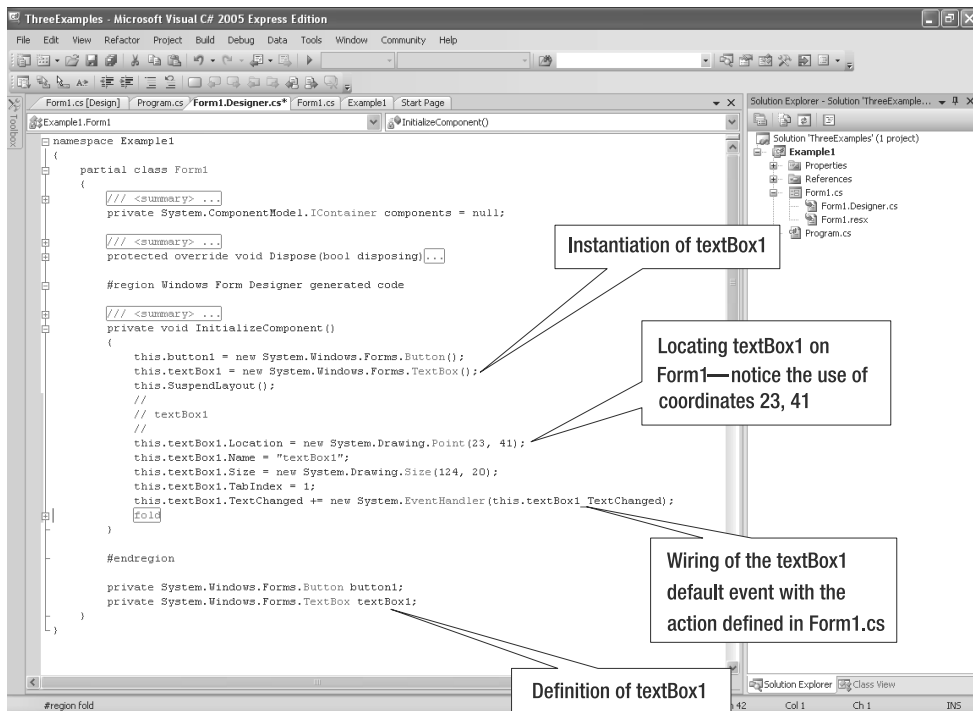 ThreeExamples - Microsoft Visual C# 2005 Express Edition
File Edit View Refactor Project Build Debug Data Tools Window Community Help
Form1.cs [Design] Program.cs Form1.Designer.cs* Form1.cs Example1 Start Page
Solution Explorer - Solution 'ThreeExample...
Toolbox
Example1.Form1
InitializeComponent()
namespace Example1
{
partial class Form1
{
/// <summary> ...
private System.ComponentModel.IContainer components = null;
/// <summary> ...
protected override void Dispose(bool disposing)...
#region Windows Form Designer generated code
/// <summary> ...
private void InitializeComponent()
{
this.button1 = new System.Windows.Forms.Button();
this.textBox1 = new System.Windows.Forms.TextBox();
this.SuspendLayout();
//
// textBox1
//
this.textBox1.Location = new System.Drawing.Point(23, 41);
this.textBox1.Name = "textBox1";
this.textBox1.Size = new System.Drawing.Size(124, 20);
this.textBox1.TabIndex = 1;
this.textBox1.TextChanged += new System.EventHandler(this.textBox1_TextChanged);
fold
}
#endregion
private System.Windows.Forms.Button button1;
private System.Windows.Forms.TextBox textBox1;
}
}
Instantiation of textBox1
Locating textBox1 on
Form1—notice the use of
coordinates 23, 41
Wiring of the textBox1
default event with the
action defined in Form1.cs
Definition of textBox1
Solution 'ThreeExamples' (1 project)
Example1
Properties
References
Form1.cs
Form1.Designer.cs
Form1.resx
Program.cs
Solution Explorer Class View
#region fold
42 Col 1 Ch 1 INS